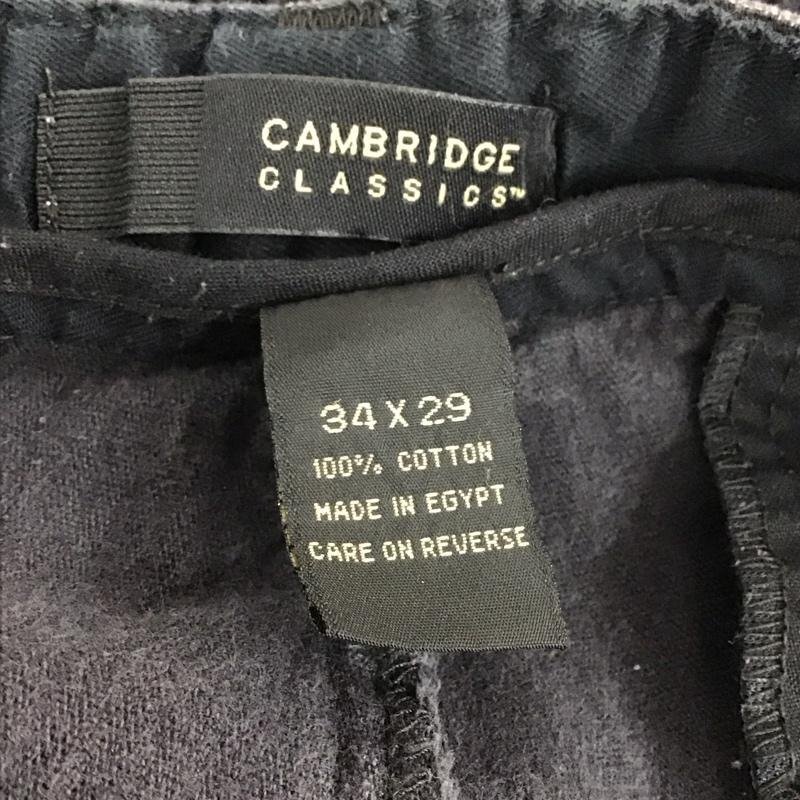 CAMBRIDGE
CLASSICS™
34 X 29
100% COTTON
MADE IN EGYPT
CARE ON REVERSE